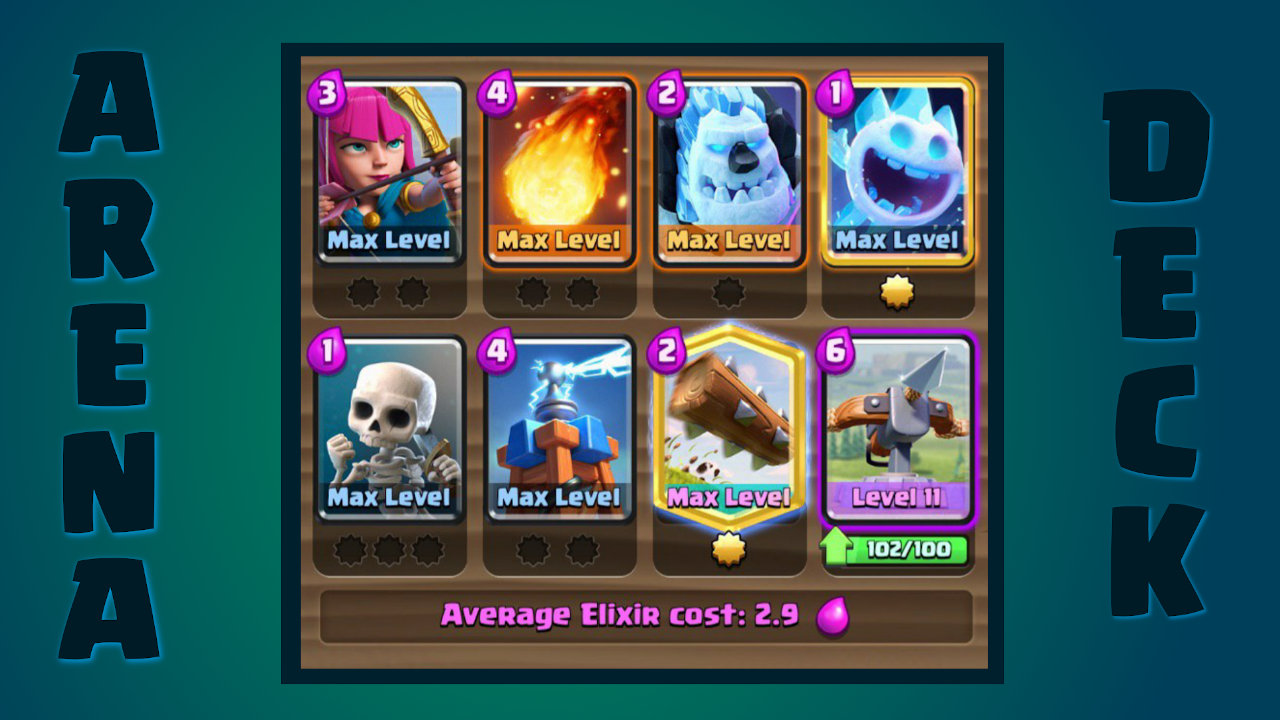 ARENA
3
4
2
1
Max Level
Max Level
Max Level
Max Level
1
4
2
6
Max Level
Max Level
Max Level
Level 11
102/100
Average Elixir cost: 2.9
DECK